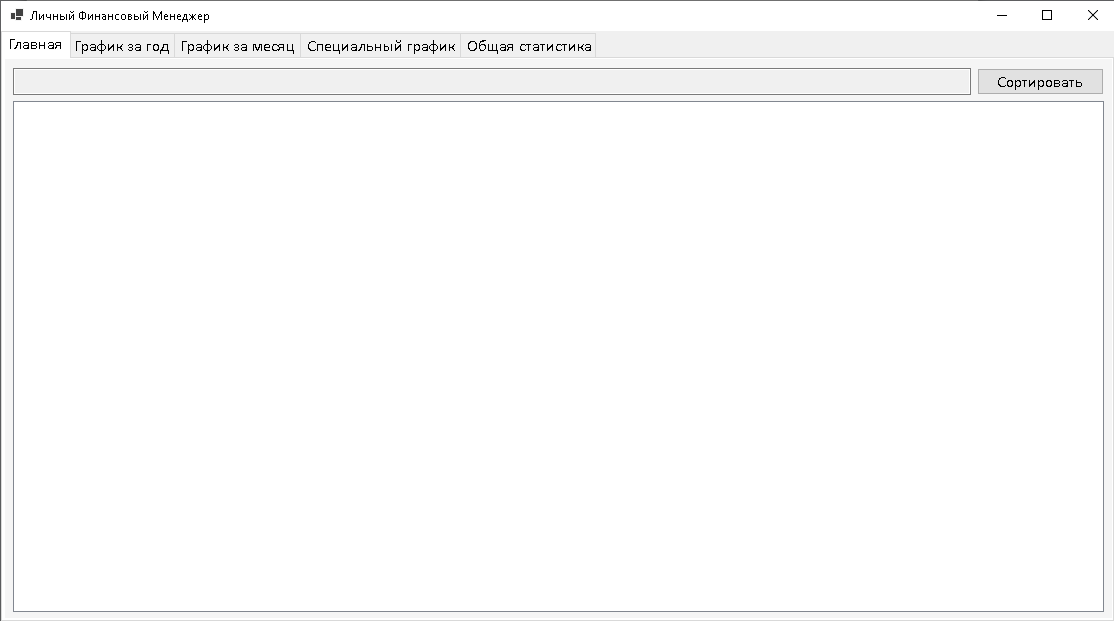 Личный Финансовый Менеджер
Главная График за год График за месяц Специальный график Общая статистика
Сортировать